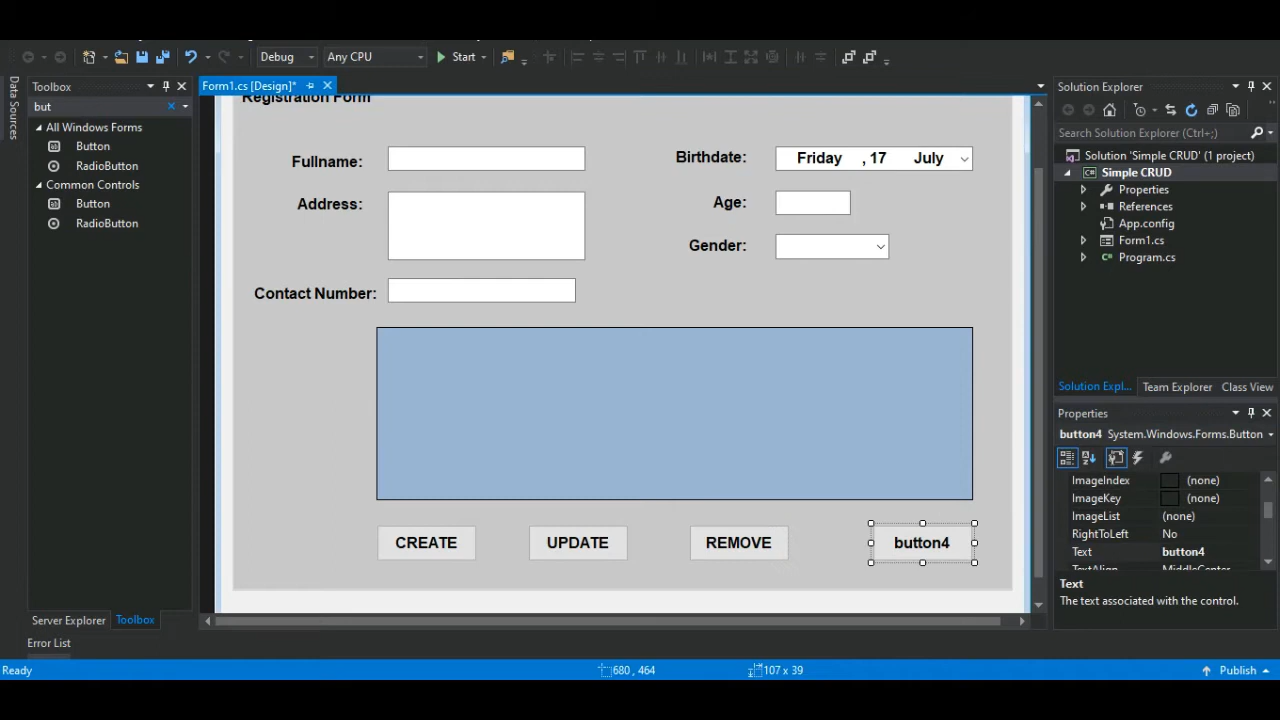 Debug
Any CPU
Start
Data Sources
Toolbox
but
All Windows Forms
Button
RadioButton
Common Controls
Button
RadioButton
Server Explorer
Toolbox
Error List
Form1.cs [Design]*
Registration Form
Fullname:
Birthdate: Friday , 17 July
Address:
Age:
Gender:
Contact Number:
CREATE
UPDATE
REMOVE
button4
Solution Explorer
Search Solution Explorer (Ctrl+;)
Solution 'Simple CRUD' (1 project)
Simple CRUD
Properties
References
App.config
Form1.cs
Program.cs
Solution Expl...
Team Explorer
Class View
Properties
button4 System.Windows.Forms.Button
ImageIndex (none)
ImageKey (none)
ImageList (none)
RightToLeft No
Text button4
TextAlign MiddleCenter
Text
The text associated with the control.
Ready
680 , 464
107 x 39
Publish